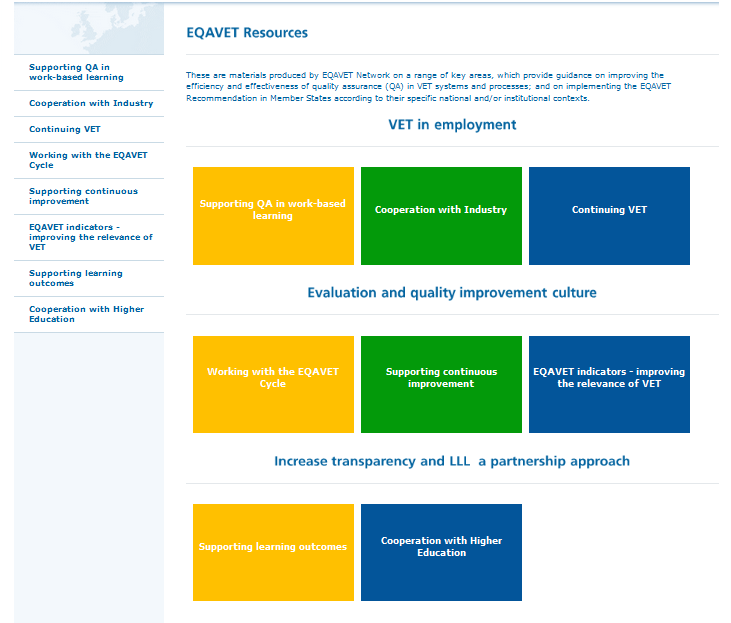 Supporting QA in
work-based learning
Cooperation with Industry
Continuing VET
Working with the EQAVET
Cycle
Supporting continuous
improvement
EQAVET indicators -
improving the relevance of
VET
Supporting learning
outcomes
Cooperation with Higher
Education
EQAVET Resources
These are materials produced by EQAVET Network on a range of key areas, which provide guidance on improving the
efficiency and effectiveness of quality assurance (QA) in VET systems and processes; and on implementing the EQAVET
Recommendation in Member States according to their specific national and/or institutional contexts.
VET in employment
Supporting QA in work-based
learning
Cooperation with Industry
Continuing VET
Evaluation and quality improvement culture
Working with the EQAVET
Cycle
Supporting continuous
improvement
EQAVET indicators - improving
the relevance of VET
Increase transparency and LLL  a partnership approach
Supporting learning outcomes
Cooperation with Higher
Education